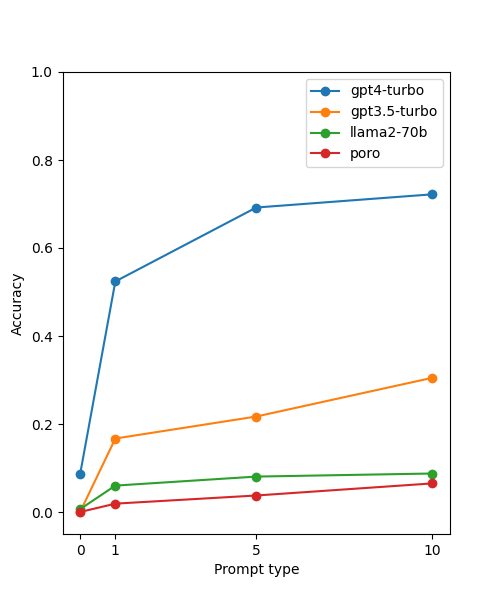 1.0
0.8
0.6
0.4
0.2
0.0
Accuracy
gpt4-turbo
gpt3.5-turbo
llama2-70b
poro
0 1 5 10
Prompt type